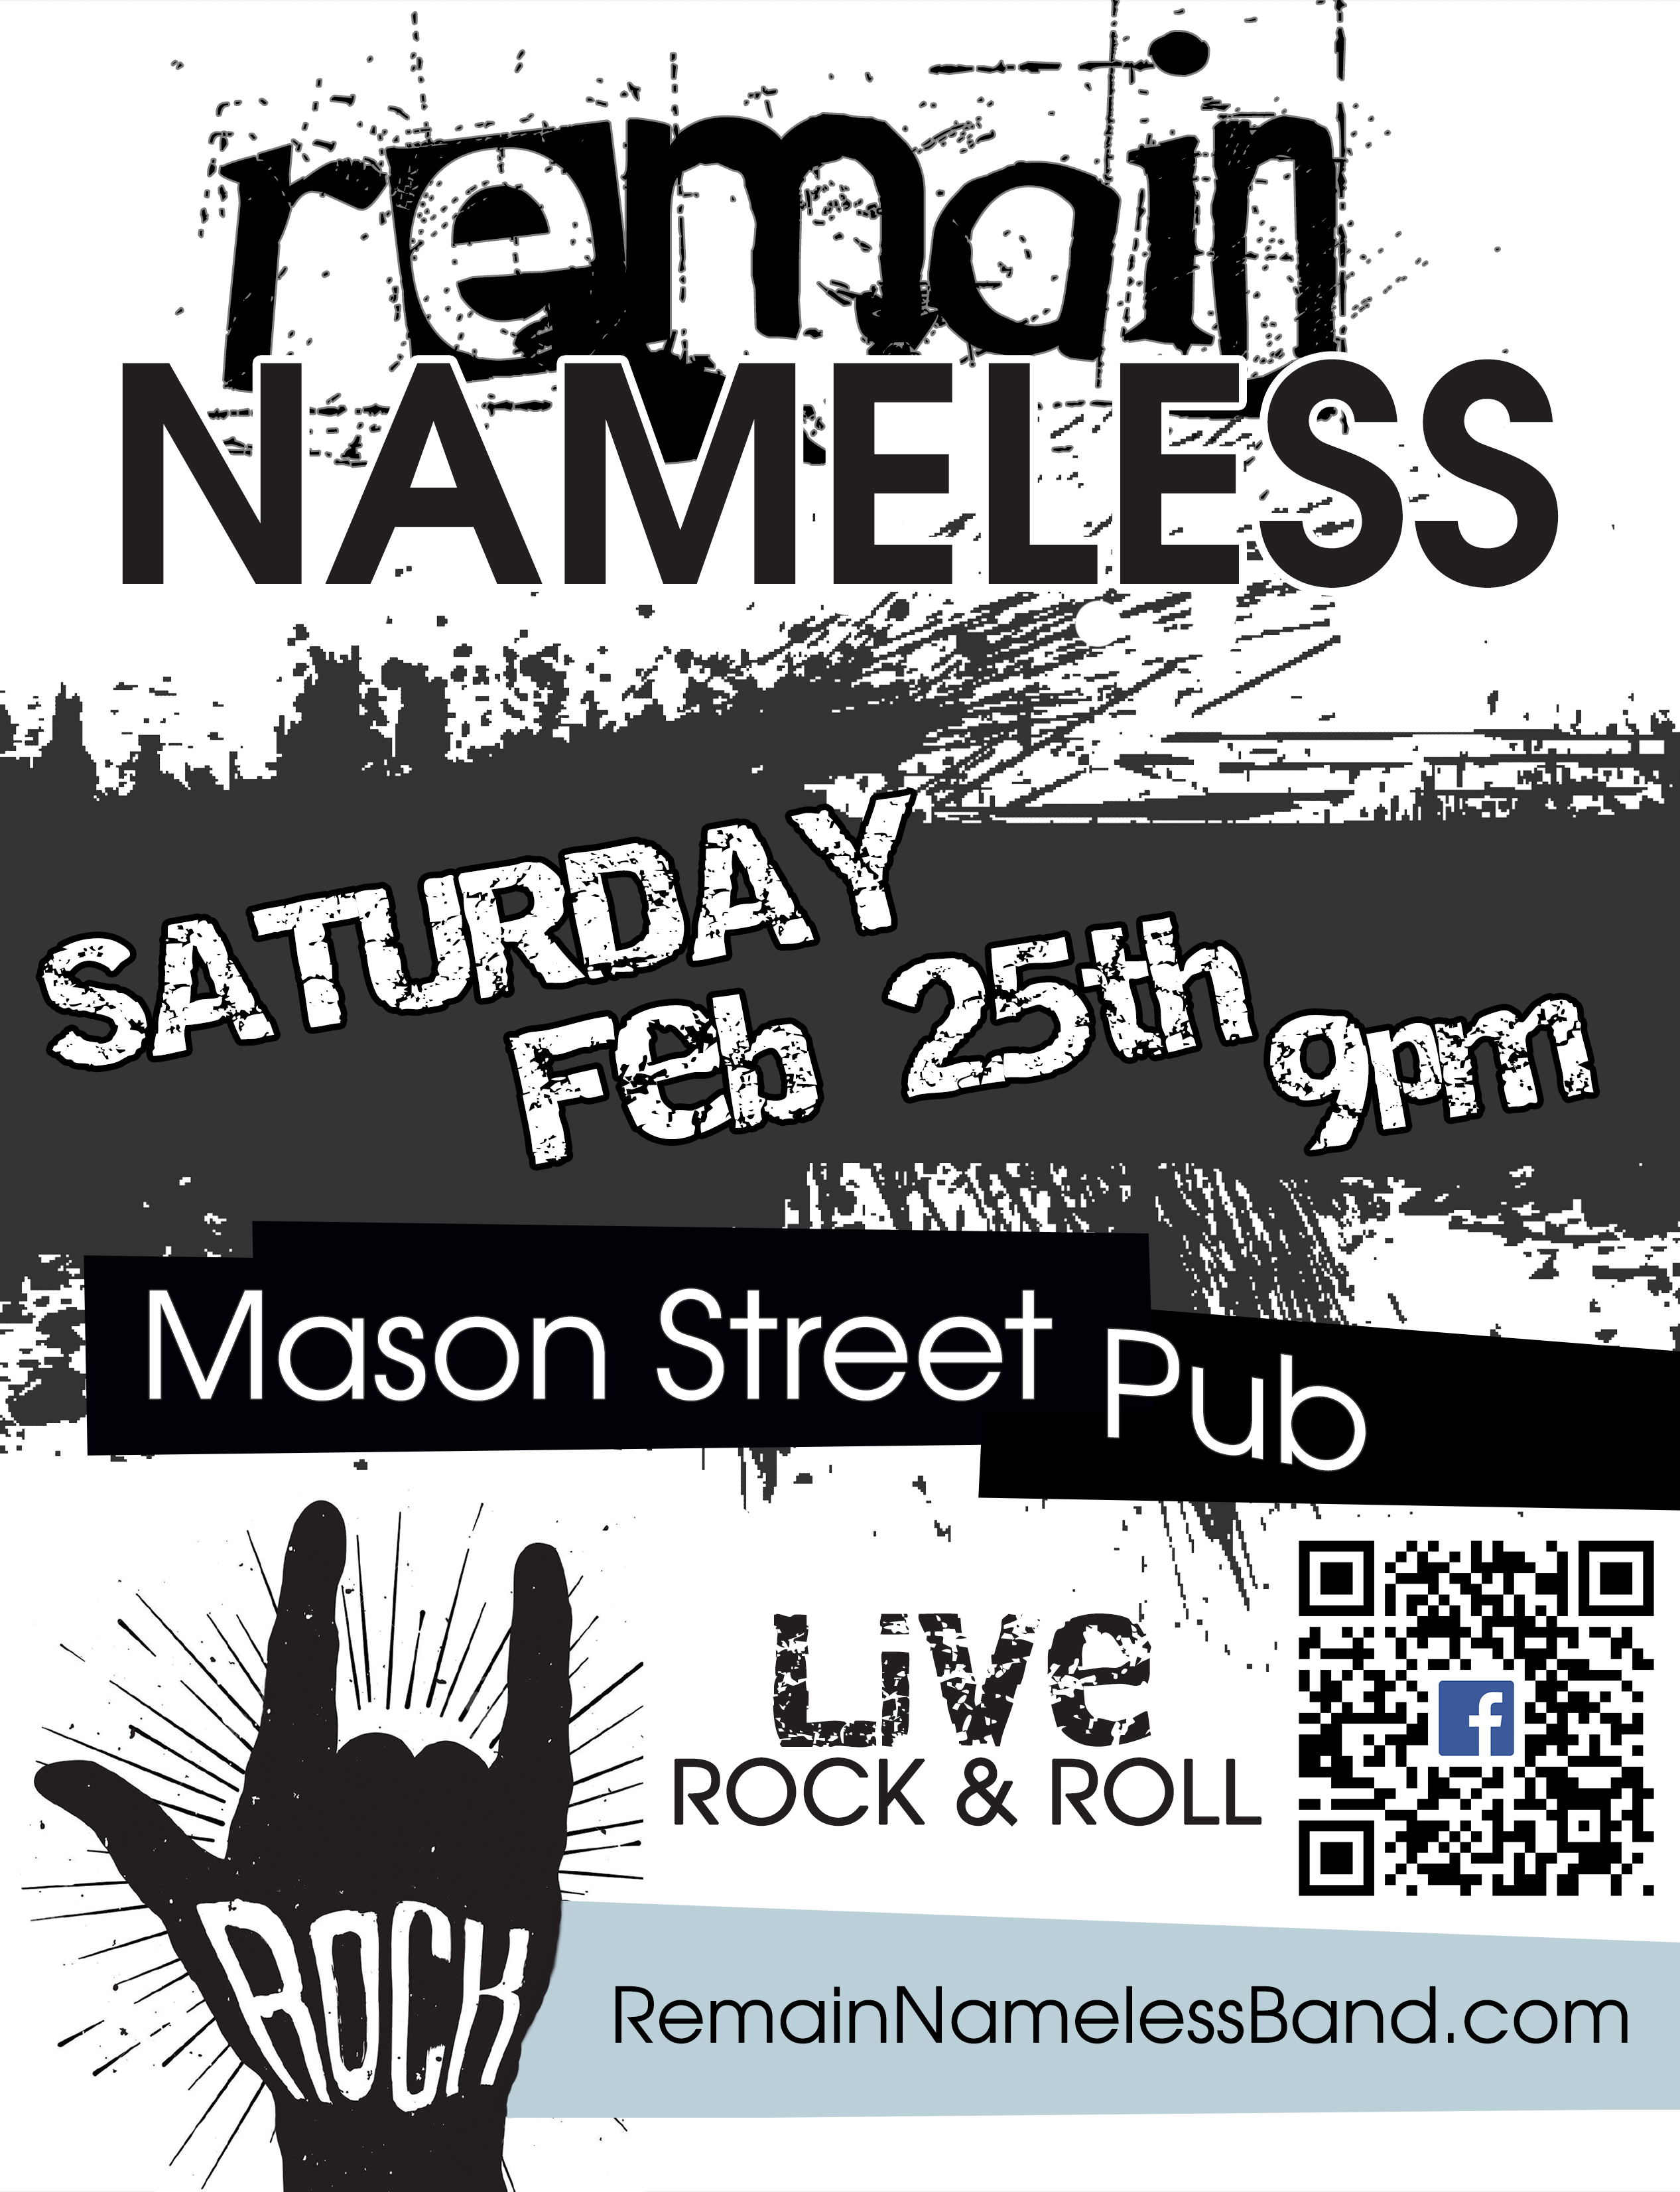 remain
NAMELESS
SATURDAY
Feb 25th 9pm
Mason Street Pub
Live
ROCK & ROLL
f
ROCK
RemainNamelessBand.com